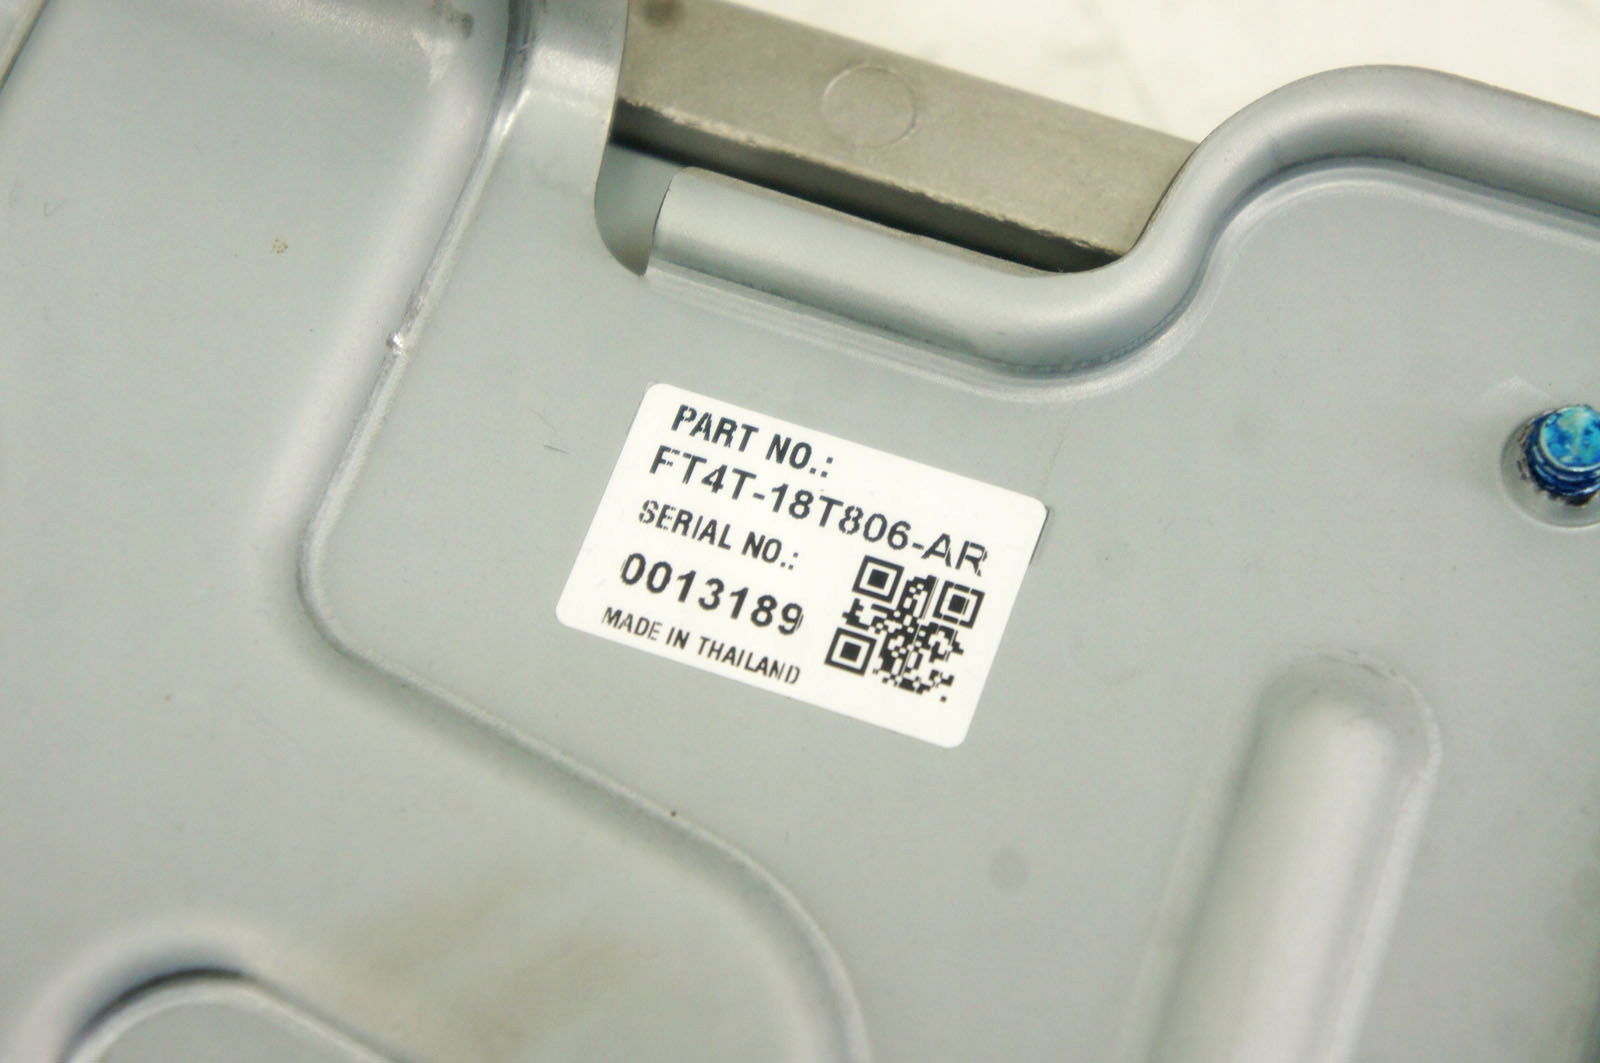 PART NO.:
FT4T-18T806-AR
SERIAL NO.:
0013189
MADE IN THAILAND